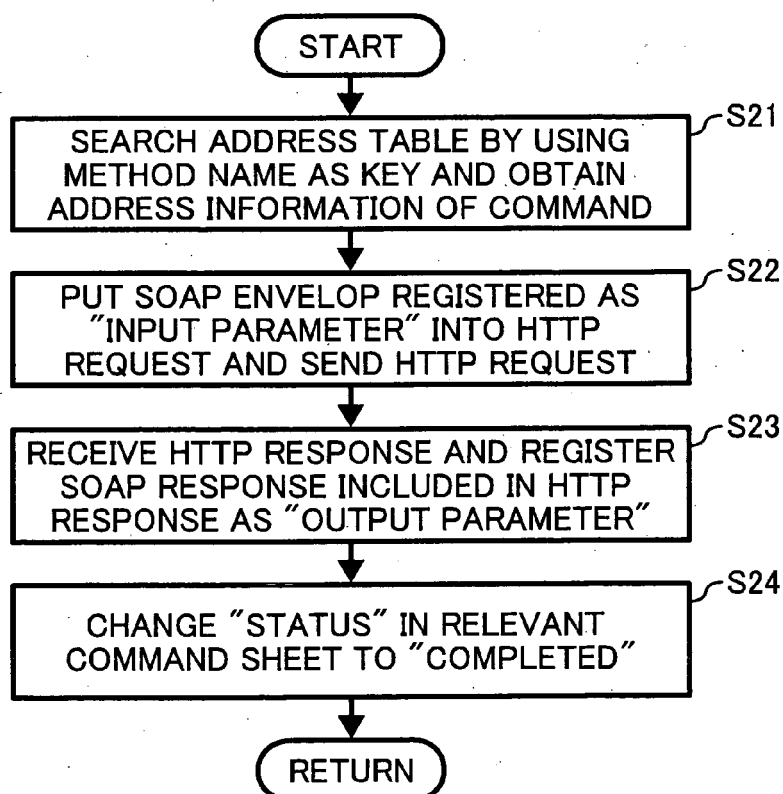 START
S21
SEARCH ADDRESS TABLE BY USING
METHOD NAME AS KEY AND OBTAIN
ADDRESS INFORMATION OF COMMAND
S22
PUT SOAP ENVELOP REGISTERED AS
"INPUT PARAMETER" INTO HTTP
REQUEST AND SEND HTTP REQUEST
S23
RECEIVE HTTP RESPONSE AND REGISTER
SOAP RESPONSE INCLUDED IN HTTP
RESPONSE AS "OUTPUT PARAMETER"
S24
CHANGE "STATUS" IN RELEVANT
COMMAND SHEET TO "COMPLETED"
RETURN